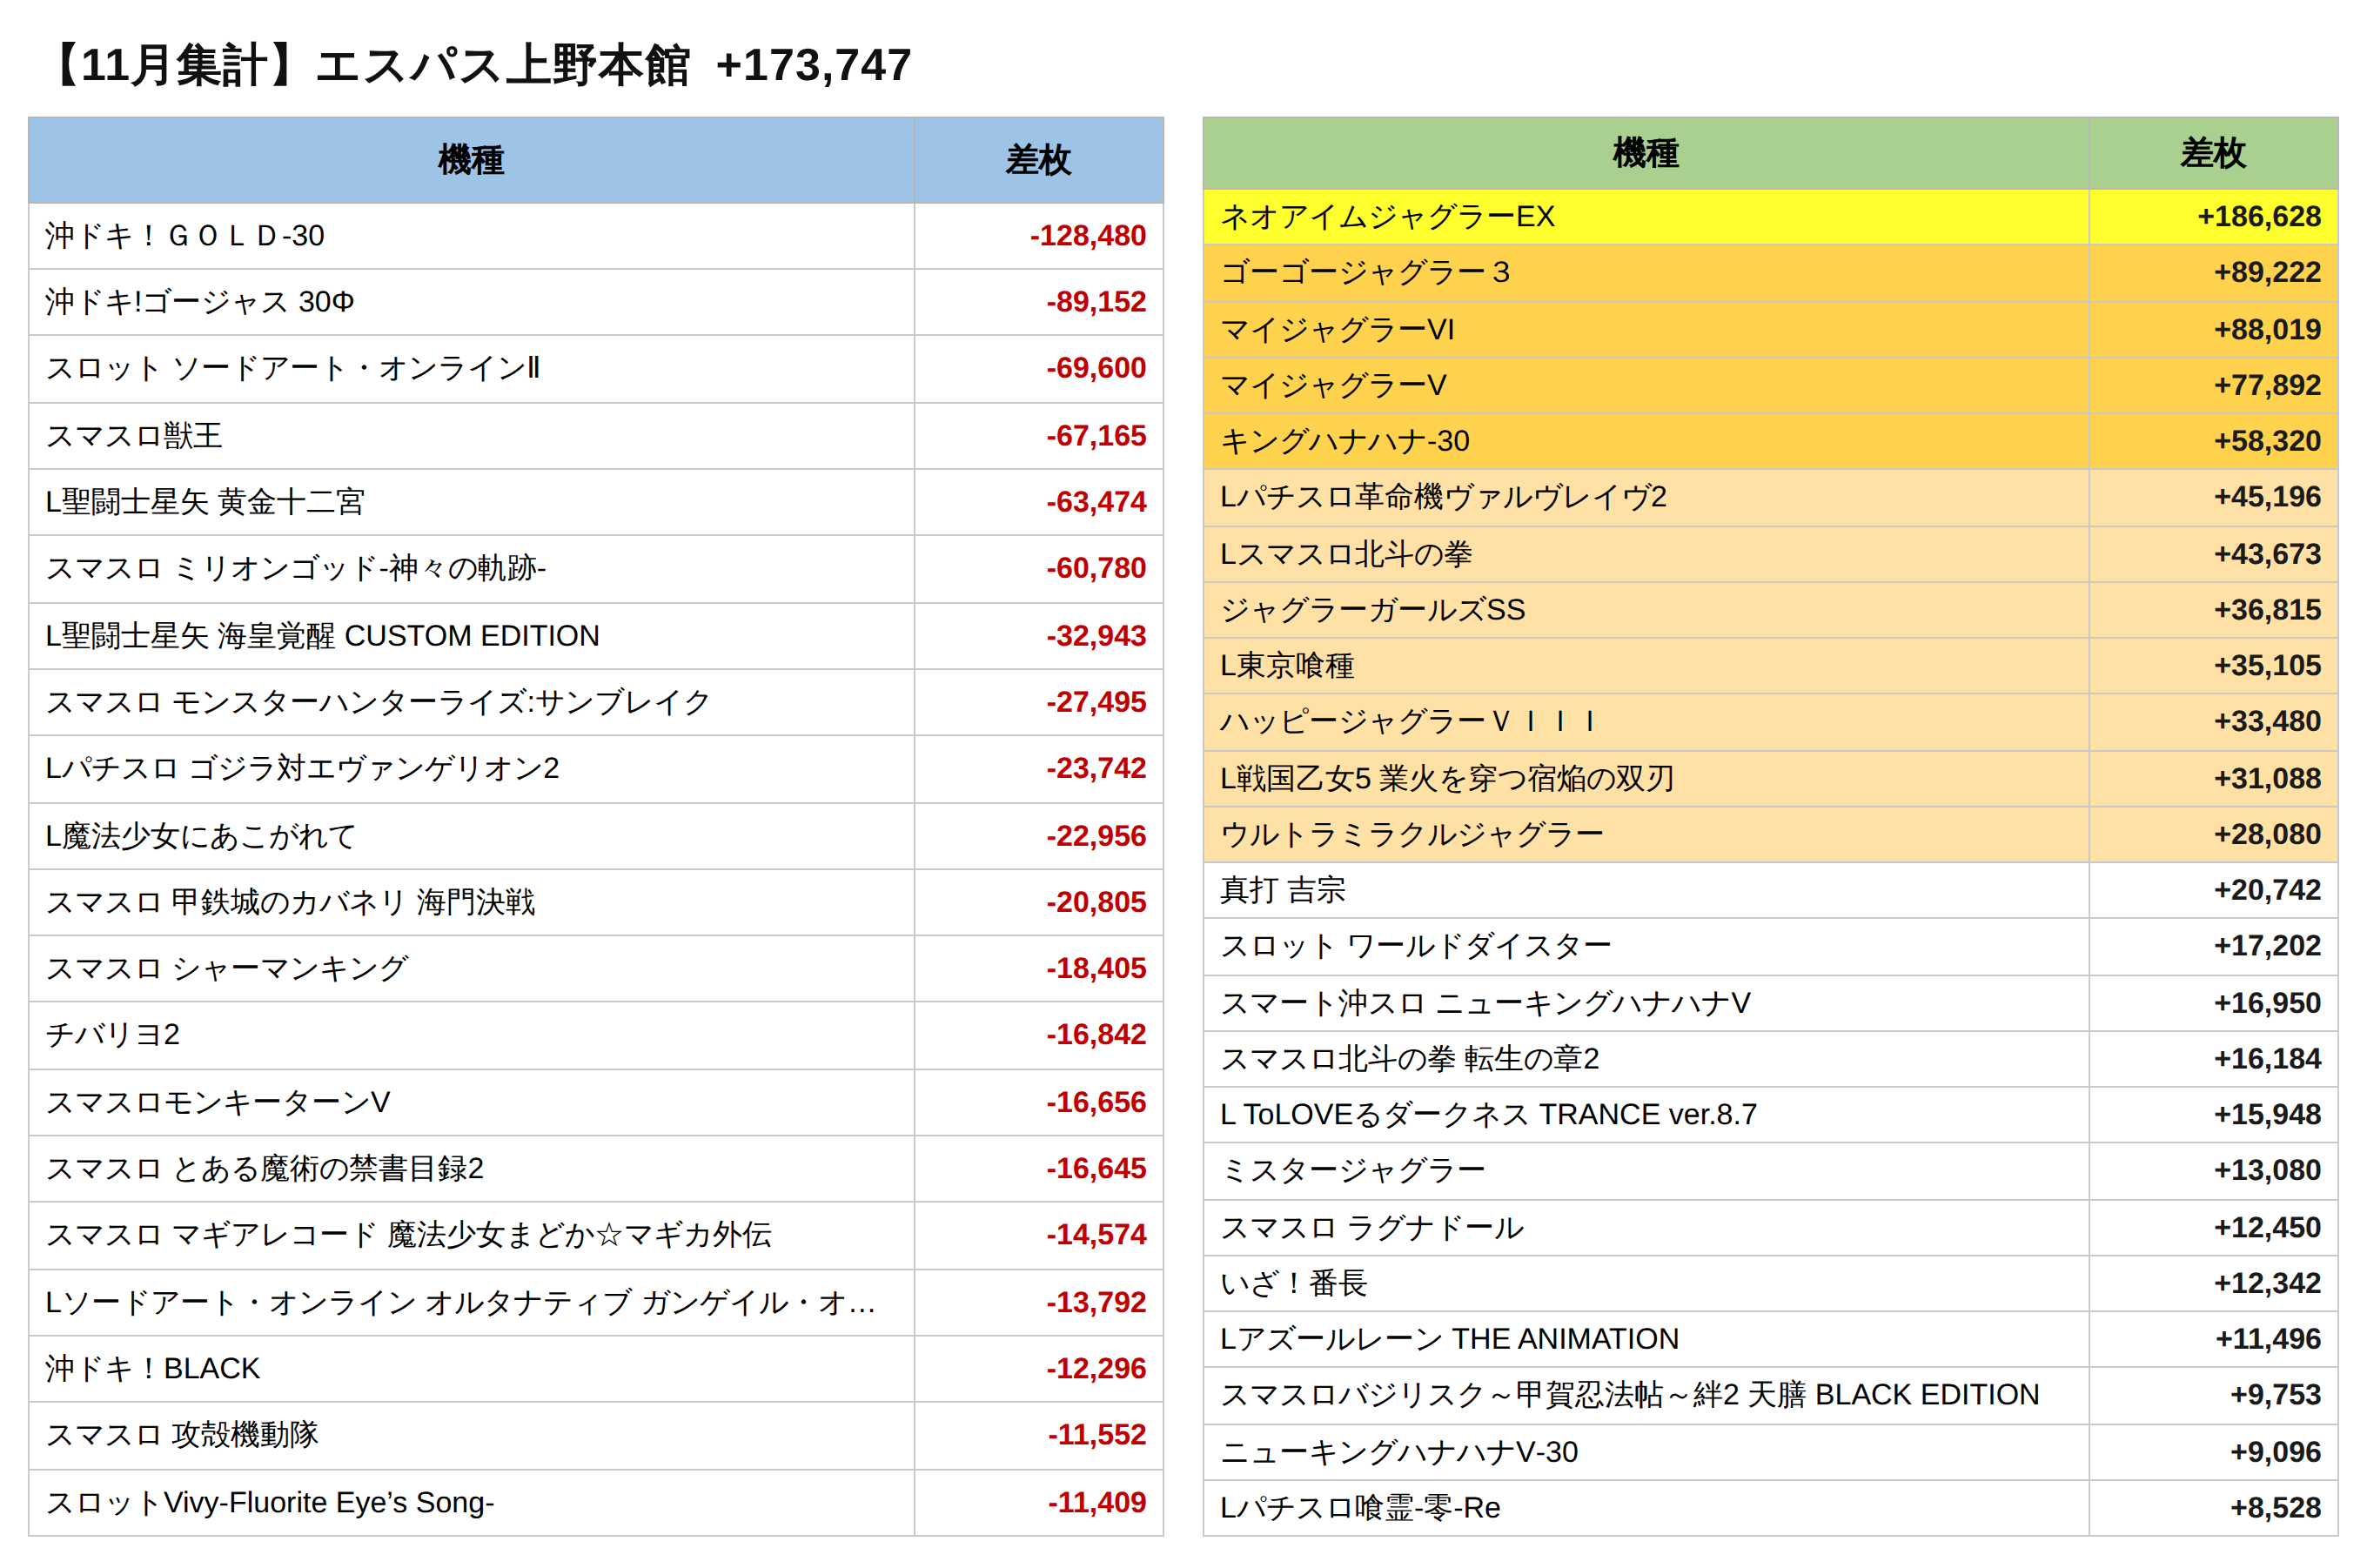 【11月集計】エスパス上野本館 +173,747
機種 差枚
沖ドキ！ＧＯＬＤ-30 -128,480
沖ドキ!ゴージャス 30Φ -89,152
スロット ソードアート・オンラインⅡ -69,600
スマスロ獣王 -67,165
L聖闘士星矢 黄金十二宮 -63,474
スマスロ ミリオンゴッド-神々の軌跡- -60,780
L聖闘士星矢 海皇覚醒 CUSTOM EDITION -32,943
スマスロ モンスターハンターライズ:サンブレイク -27,495
Lパチスロ ゴジラ対エヴァンゲリオン2 -23,742
L魔法少女にあこがれて -22,956
スマスロ 甲鉄城のカバネリ 海門決戦 -20,805
スマスロ シャーマンキング -18,405
チバリヨ2 -16,842
スマスロモンキーターンV -16,656
スマスロ とある魔術の禁書目録2 -16,645
スマスロ マギアレコード 魔法少女まどか☆マギカ外伝 -14,574
Lソードアート・オンライン オルタナティブ ガンゲイル・オ… -13,792
沖ドキ！BLACK -12,296
スマスロ 攻殻機動隊 -11,552
スロットVivy-Fluorite Eye’s Song- -11,409
機種 差枚
ネオアイムジャグラーEX +186,628
ゴーゴージャグラー３ +89,222
マイジャグラーVI +88,019
マイジャグラーV +77,892
キングハナハナ-30 +58,320
Lパチスロ革命機ヴァルヴレイヴ2 +45,196
Lスマスロ北斗の拳 +43,673
ジャグラーガールズSS +36,815
L東京喰種 +35,105
ハッピージャグラーＶＩＩＩ +33,480
L戦国乙女5 業火を穿つ宿焔の双刃 +31,088
ウルトラミラクルジャグラー +28,080
真打 吉宗 +20,742
スロット ワールドダイスター +17,202
スマート沖スロ ニューキングハナハナV +16,950
スマスロ北斗の拳 転生の章2 +16,184
L ToLOVEるダークネス TRANCE ver.8.7 +15,948
ミスタージャグラー +13,080
スマスロ ラグナドール +12,450
いざ！番長 +12,342
Lアズールレーン THE ANIMATION +11,496
スマスロバジリスク～甲賀忍法帖～絆2 天膳 BLACK EDITION +9,753
ニューキングハナハナV-30 +9,096
Lパチスロ喰霊-零-Re +8,528